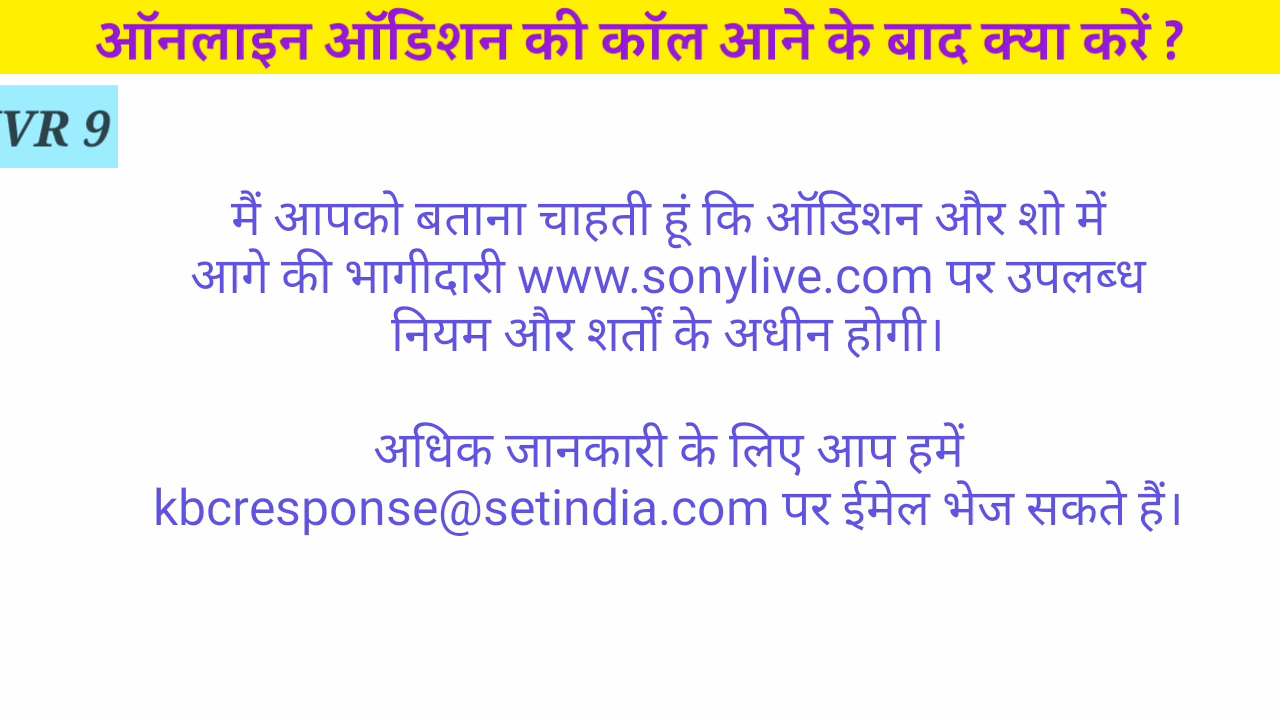 ऑनलाइन ऑडिशन की कॉल आने के बाद क्या करें ?
VR 9
मैं आपको बताना चाहती हूं कि ऑडिशन और शो में
आगे की भागीदारी www.sonylive.com पर उपलब्ध
नियम और शर्तों के अधीन होगी।
अधिक जानकारी के लिए आप हमें
kbcresponse@setindia.com पर ईमेल भेज सकते हैं।